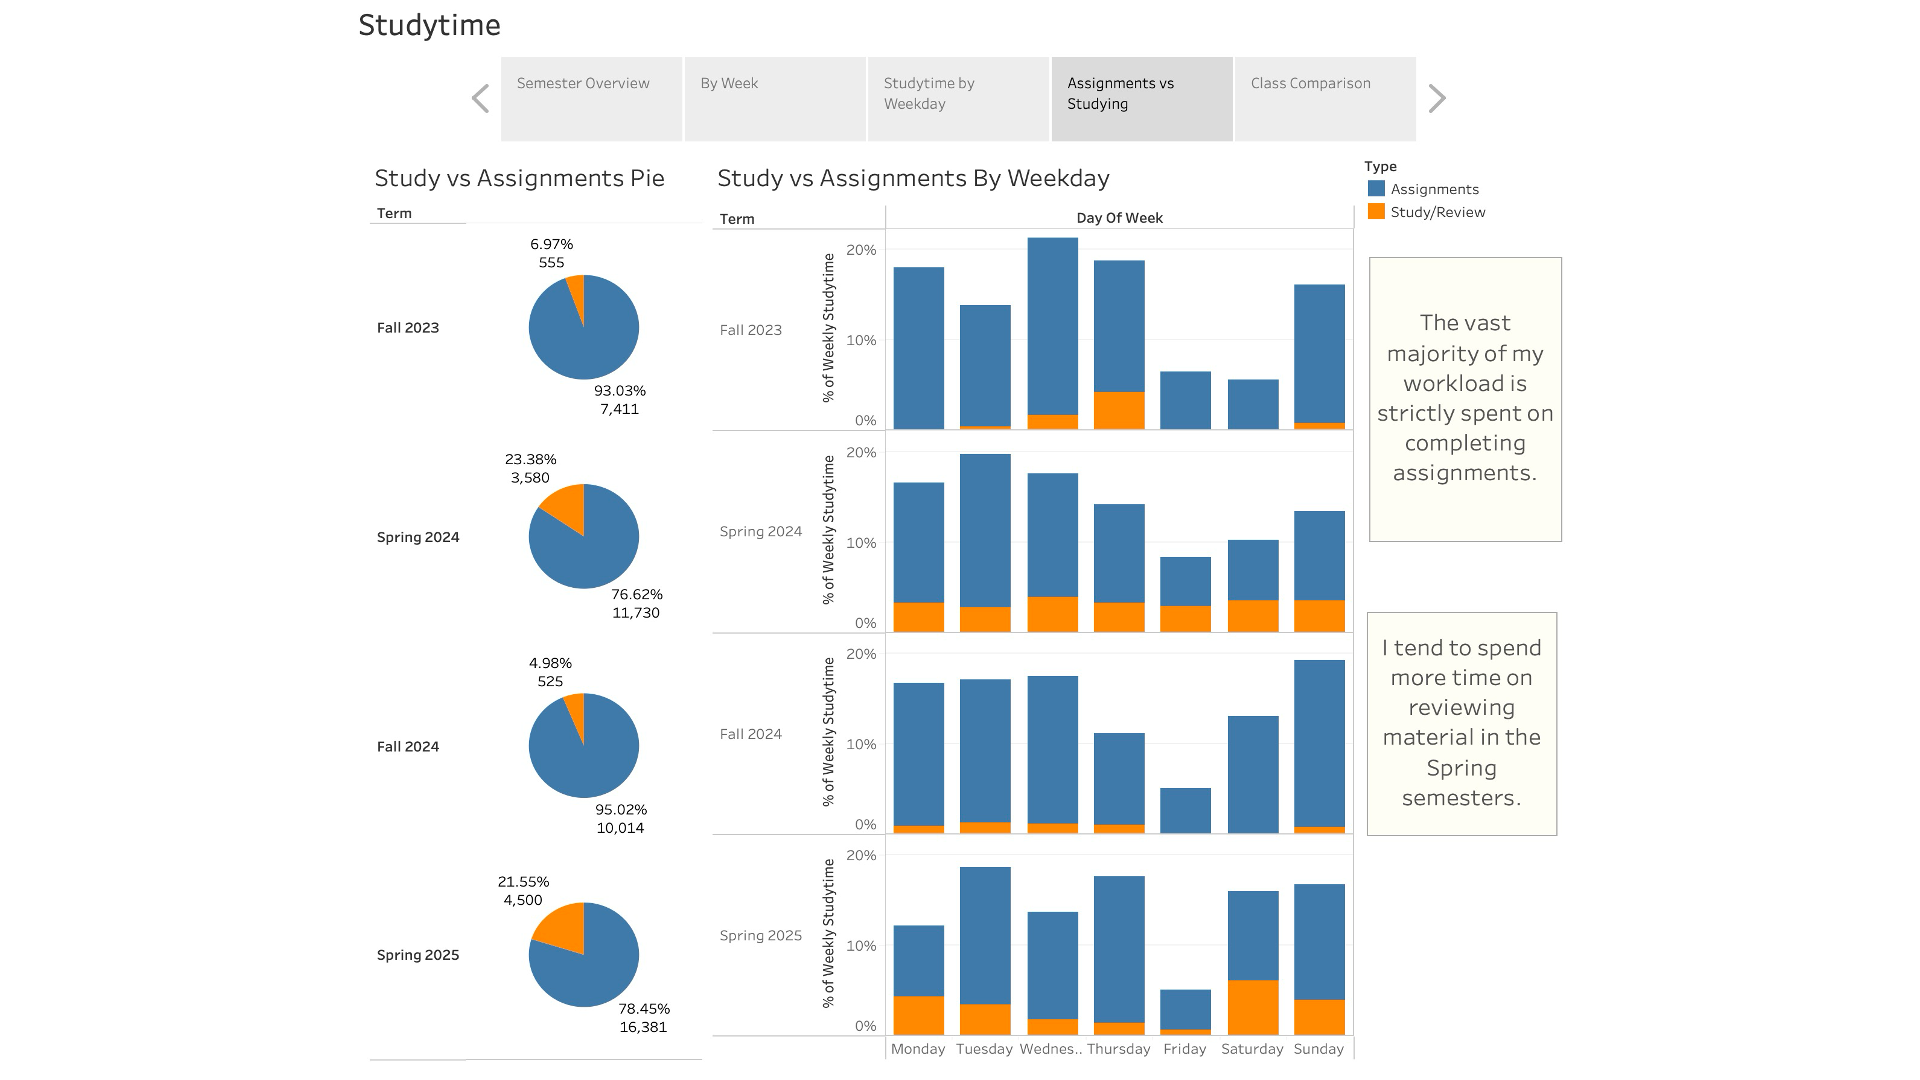 Studytime
Semester Overview
By Week
Studytime by
Weekday
Assignments vs
Studying
Class Comparison
Study vs Assignments Pie
Term
6.97%
555
Fall 2023
93.03%
7,411
23.38%
3,580
Spring 2024
76.62%
11,730
4.98%
525
Fall 2024
95.02%
10,014
21.55%
4,500
Spring 2025
78.45%
16,381
Study vs Assignments By Weekday
Term
Day Of Week
Fall 2023
% of Weekly Studytime
20%
10%
0%
Spring 2024
% of Weekly Studytime
20%
10%
0%
Fall 2024
% of Weekly Studytime
20%
10%
0%
Spring 2025
% of Weekly Studytime
20%
10%
0%
Monday Tuesday Wednes.. Thursday Friday Saturday Sunday
Type
Assignments
Study/Review
The vast
majority of my
workload is
strictly spent on
completing
assignments.
I tend to spend
more time on
reviewing
material in the
Spring
semesters.